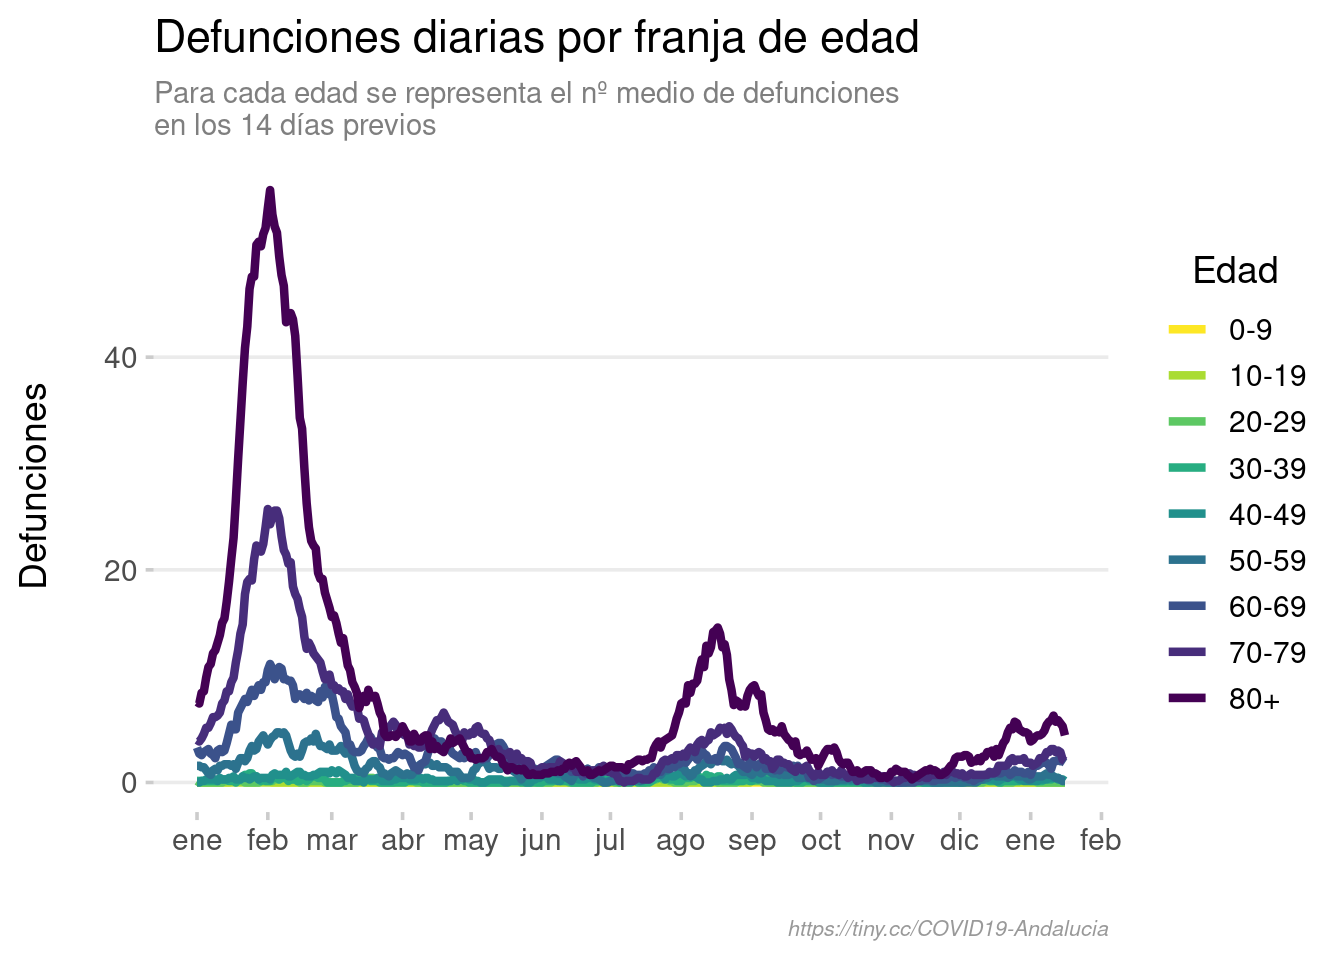 Defunciones diarias por franja de edad
Para cada edad se representa el nº medio de defunciones
en los 14 días previos
Defunciones
40
20
0
ene feb mar abr may jun jul ago sep oct nov dic ene feb
Edad
0-9
10-19
20-29
30-39
40-49
50-59
60-69
70-79
80+
https://tiny.cc/COVID19-Andalucia